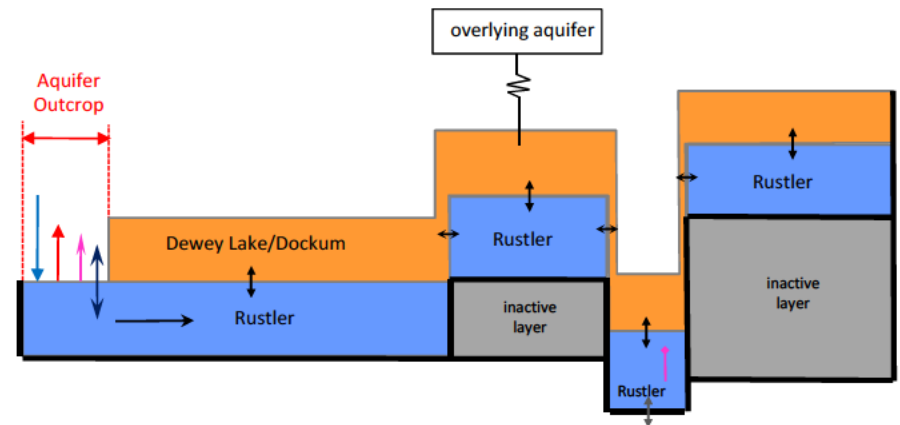 overlying aquifer
Aquifer
Outcrop
Rustler
Dewey Lake/Dockum
Rustler
inactive
layer
Rustler
inactive
layer
Rustler